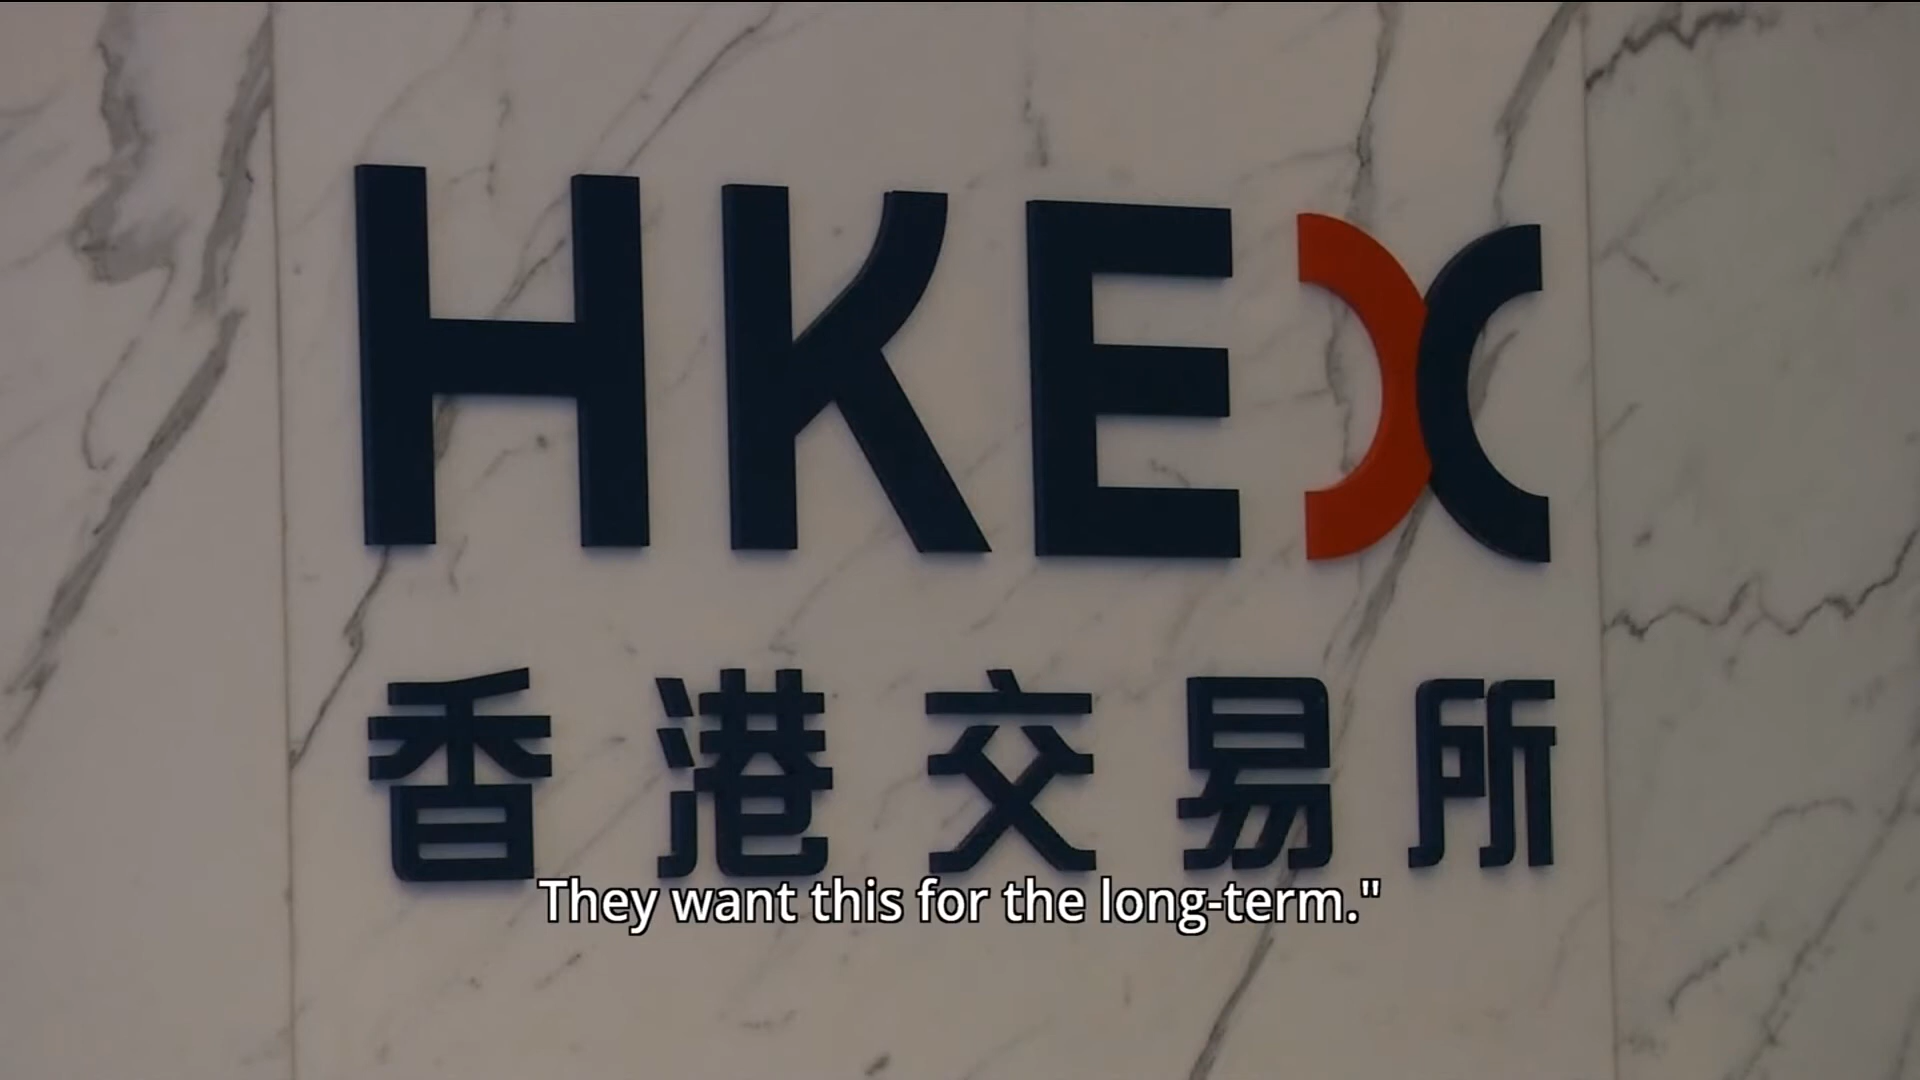 HKEX
香港交易所
They want this for the long-term."